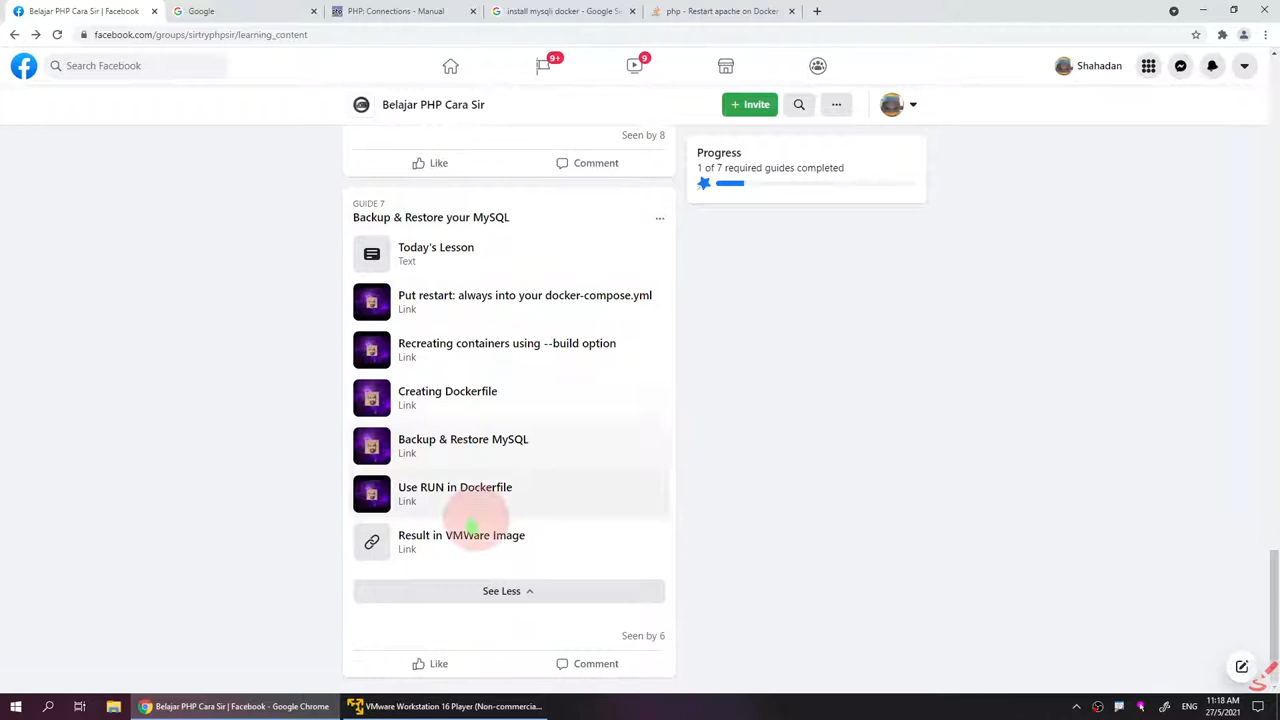 Belajar PHP Cara Sir | Facebook
Google
PHP: Connections - Manual
install mysql docker - Google Se
php - Restart apache on Docker
facebook.com/groups/sirtryphpsir/learning_content
Search Facebook
9+
9
Shahadan
Belajar PHP Cara Sir
+ Invite
Seen by 8
Like
Comment
Progress
1 of 7 required guides completed
GUIDE 7
Backup & Restore your MySQL
Today's Lesson
Text
Put restart: always into your docker-compose.yml
Link
Recreating containers using --build option
Link
Creating Dockerfile
Link
Backup & Restore MySQL
Link
Use RUN in Dockerfile
Link
Result in VMWare Image
Link
See Less
Seen by 6
Like
Comment
Belajar PHP Cara Sir | Facebook - Google Chrome
VMware Workstation 16 Player (Non-commercia...
ENG
11:18 AM
27/5/2021